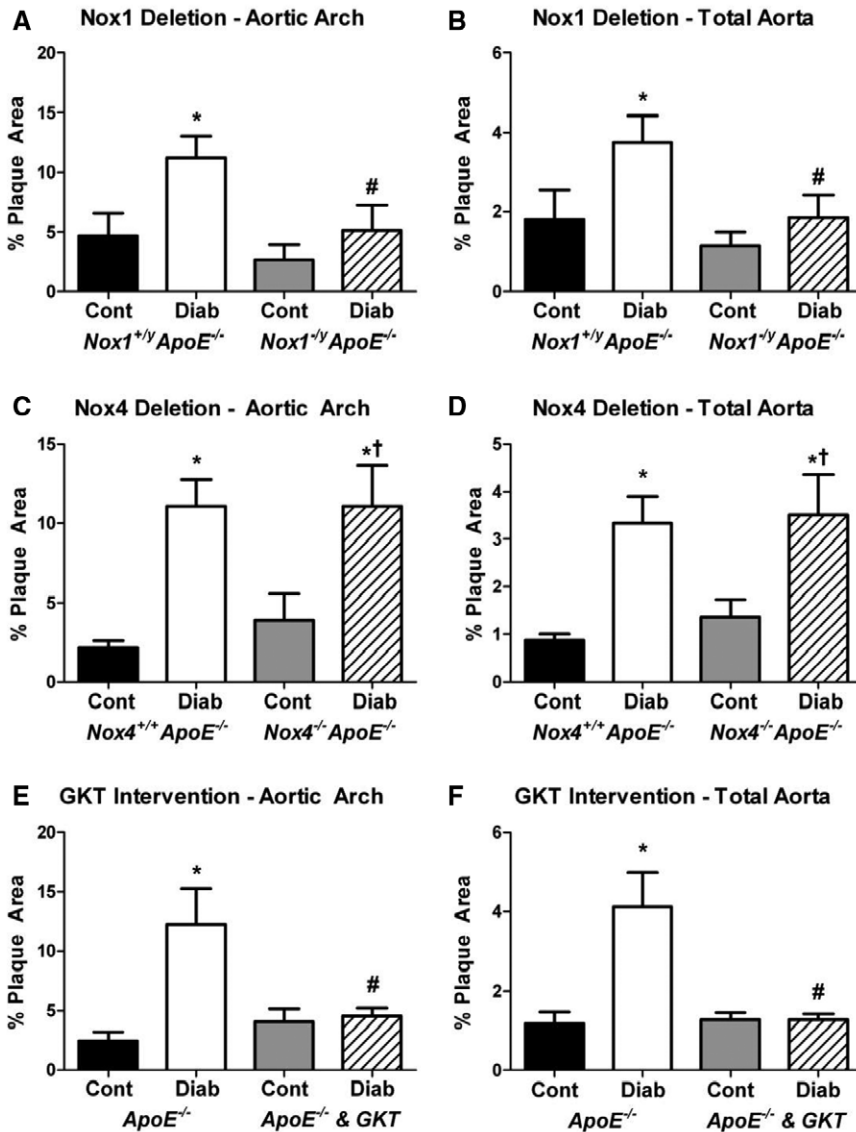 A Nox1 Deletion - Aortic Arch
% Plaque Area
20
15
10
5
0
*
#
Cont Diab Cont Diab
Nox1+/y ApoE-/- Nox1-/y ApoE-/-
B Nox1 Deletion - Total Aorta
% Plaque Area
6
4
2
0
*
#
Cont Diab Cont Diab
Nox1+/y ApoE-/- Nox1-/y ApoE-/-
C Nox4 Deletion - Aortic Arch
% Plaque Area
15
10
5
0
*
*†
Cont Diab Cont Diab
Nox4+/+ ApoE-/- Nox4-/- ApoE-/-
D Nox4 Deletion - Total Aorta
% Plaque Area
5
4
3
2
1
0
*
*†
Cont Diab Cont Diab
Nox4+/+ ApoE-/- Nox4-/- ApoE-/-
E GKT Intervention - Aortic Arch
% Plaque Area
20
15
10
5
0
*
#
Cont Diab Cont Diab
ApoE-/- ApoE-/- & GKT
F GKT Intervention - Total Aorta
% Plaque Area
6
4
2
0
*
#
Cont Diab Cont Diab
ApoE-/- ApoE-/- & GKT